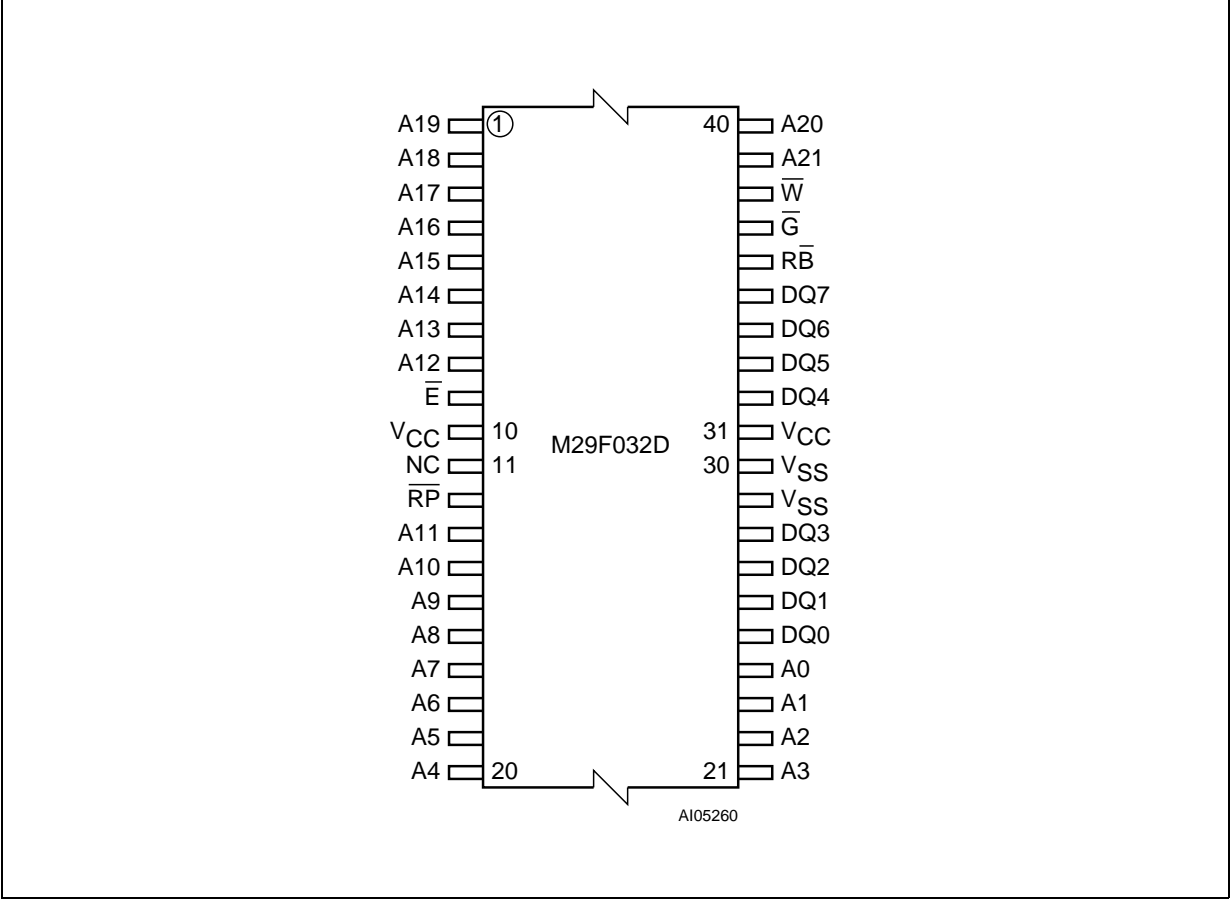 A19 1 40 A20
A18 A21
A17 W̅
A16 G̅
A15 RB̅
A14 DQ7
A13 DQ6
A12 DQ5
E̅ DQ4
VCC 10 31 VCC
M29F032D
NC 11 30 VSS
R̅P̅ VSS
A11 DQ3
A10 DQ2
A9 DQ1
A8 DQ0
A7 A0
A6 A1
A5 A2
A4 20 21 A3
AI05260